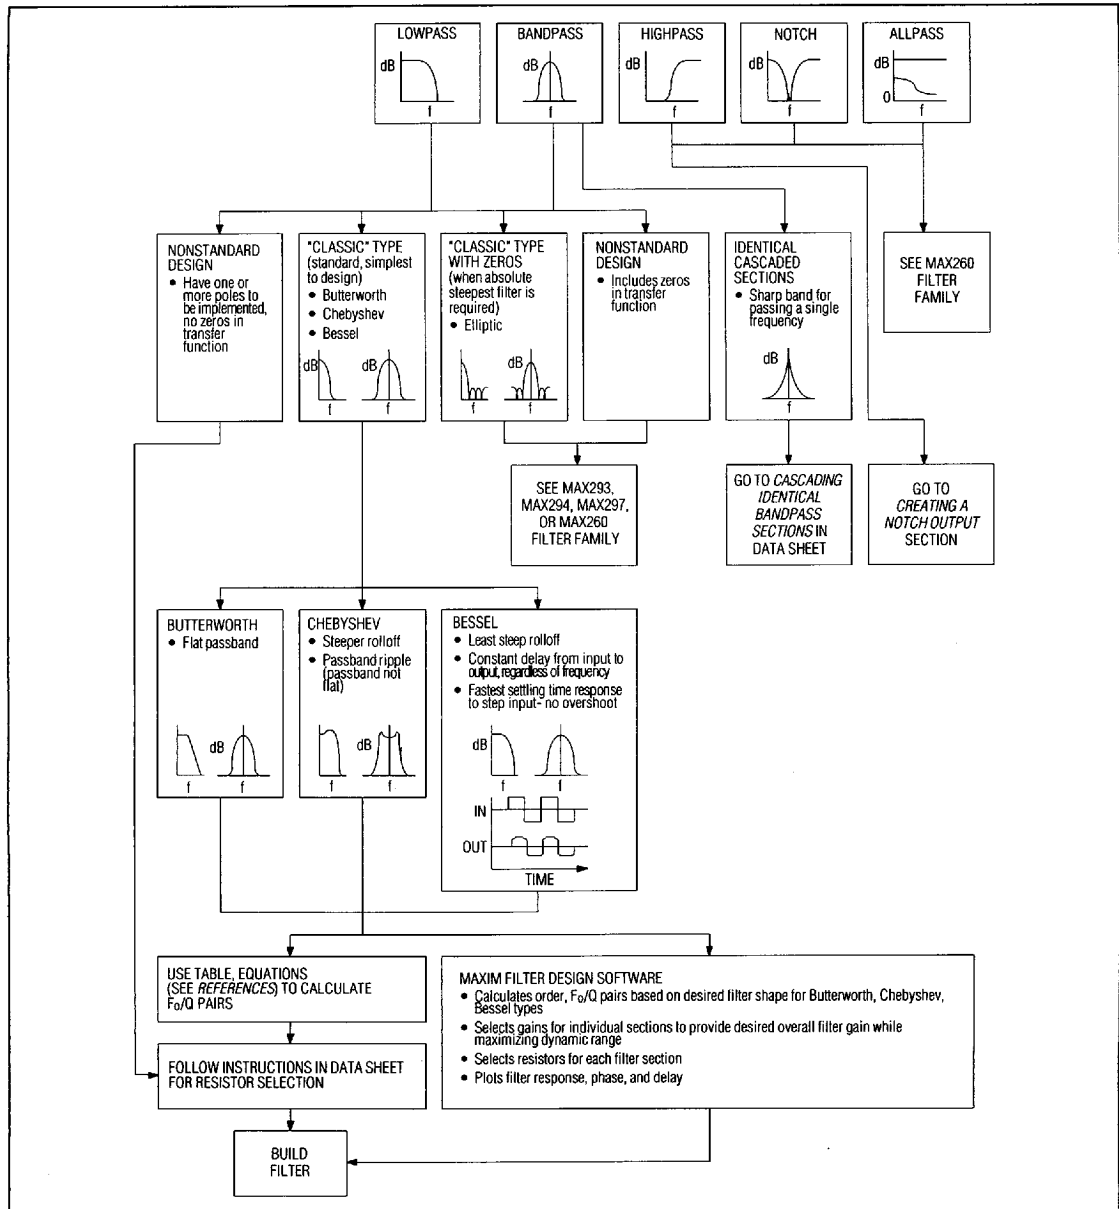 LOWPASS
dB
f
BANDPASS
dB
f
HIGHPASS
dB
f
NOTCH
dB
f
ALLPASS
dB
0
f
NONSTANDARD
DESIGN
• Have one or
more poles to
be implemented,
no zeros in
transfer
function
"CLASSIC" TYPE
(standard, simplest
to design)
• Butterworth
• Chebyshev
• Bessel
dB
f
dB
f
"CLASSIC" TYPE
WITH ZEROS
(when absolute
steepest filter is
required)
• Elliptic
dB
f
f
NONSTANDARD
DESIGN
• Includes zeros
in transfer
function
IDENTICAL
CASCADED
SECTIONS
• Sharp band for
passing a single
frequency
dB
f
SEE MAX260
FILTER
FAMILY
SEE MAX293,
MAX294, MAX297,
OR MAX260
FILTER FAMILY
GO TO CASCADING
IDENTICAL
BANDPASS
SECTIONS IN
DATA SHEET
GO TO
CREATING A
NOTCH OUTPUT
SECTION
BUTTERWORTH
• Flat passband
dB
f
f
CHEBYSHEV
• Steeper rolloff
• Passband ripple
(passband not
flat)
dB
f
f
BESSEL
• Least steep rolloff
• Constant delay from input to
output, regardless of frequency
• Fastest settling time response
to step input- no overshoot
dB
f
f
IN
OUT
TIME
USE TABLE, EQUATIONS
(SEE REFERENCES) TO CALCULATE
F₀/Q PAIRS
FOLLOW INSTRUCTIONS IN DATA SHEET
FOR RESISTOR SELECTION
MAXIM FILTER DESIGN SOFTWARE
• Calculates order, F₀/Q pairs based on desired filter shape for Butterworth, Chebyshev,
Bessel types
• Selects gains for individual sections to provide desired overall filter gain while
maximizing dynamic range
• Selects resistors for each filter section
• Plots filter response, phase, and delay
BUILD
FILTER